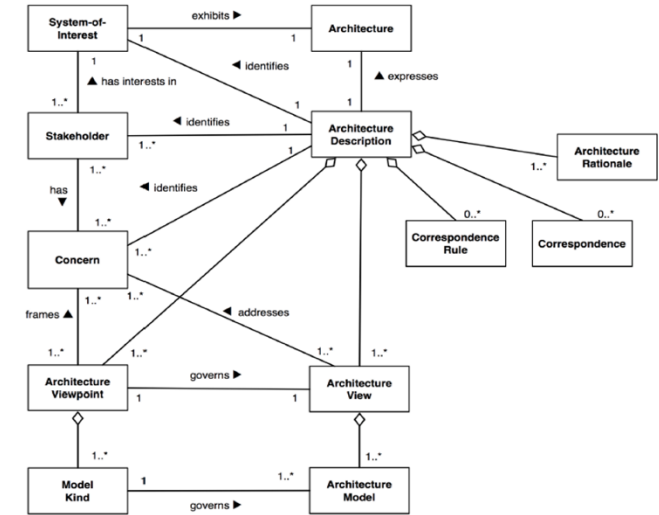 System-of-
Interest
exhibits ▶
Architecture
1
1
1
◀ identifies
1
▲ has interests in
▲ expresses
1..*
1
1
Stakeholder
◀ identifies
1
Architecture
Description
1..*
1
Architecture
Rationale
1..*
1..*
has
▼
◀ identifies
1..*
0..*
0..*
Concern
1..*
Correspondence
Rule
Correspondence
1..*
1..*
frames ▲
◀ addresses
1..*
1..*
1..*
1..*
Architecture
Viewpoint
governs ▶
Architecture
View
1
1
1..*
1..*
Model
Kind
1
1..*
Architecture
Model
governs ▶